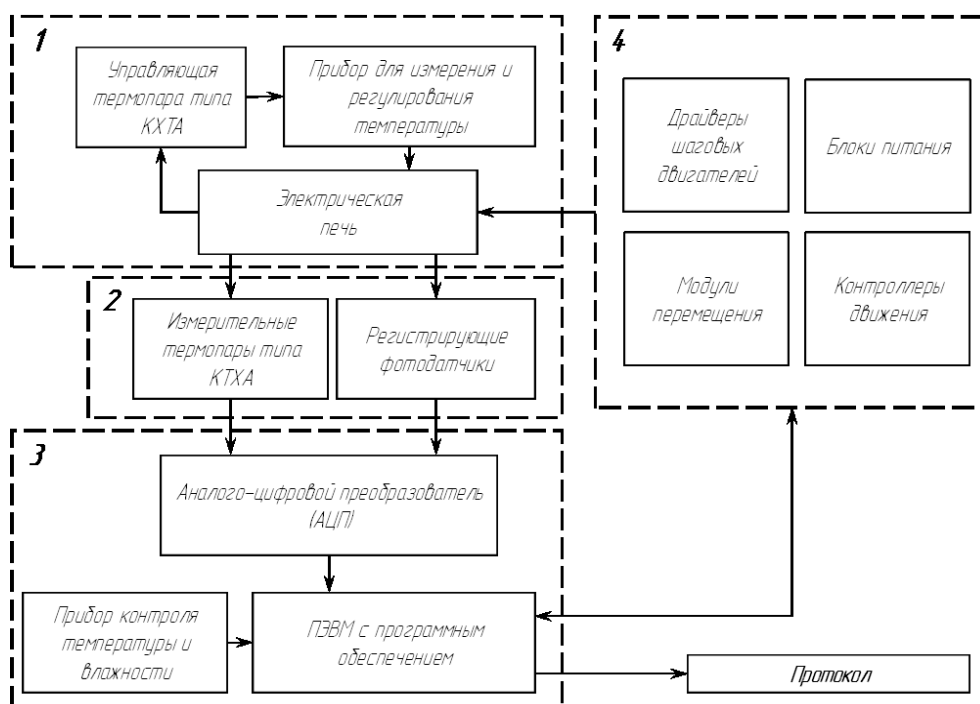 1
Управляющая
термопара типа
КХТА
Прибор для измерения и
регулирования
температуры
Электрическая
печь
2
Измерительные
термопары типа
КТХА
Регистрирующие
фотодатчики
3
Аналого-цифровой преобразователь
(АЦП)
Прибор контроля
температуры и
влажности
ПЭВМ с программным
обеспечением
4
Драйверы
шаговых
двигателей
Блоки питания
Модули
перемещения
Контроллеры
движения
Протокол